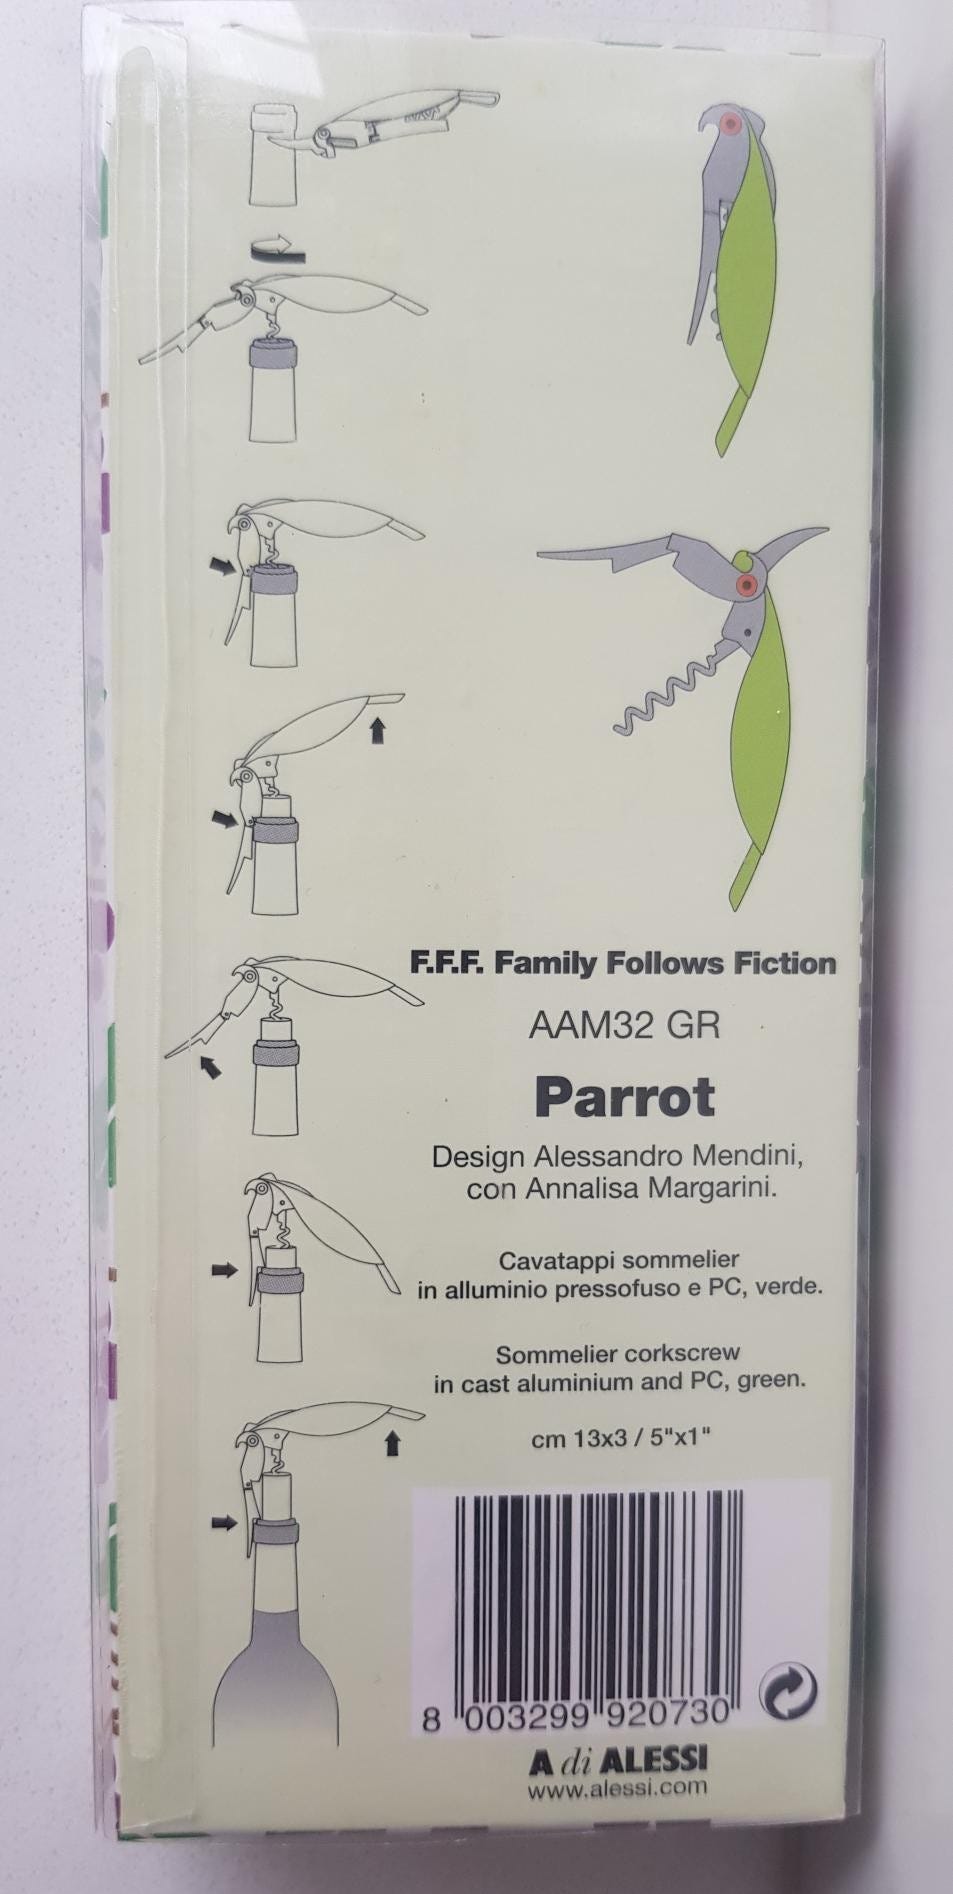 F.F.F. Family Follows Fiction
AAM32 GR
Parrot
Design Alessandro Mendini,
con Annalisa Margarini.
Cavatappi sommelier
in alluminio pressofuso e PC, verde.
Sommelier corkscrew
in cast aluminium and PC, green.
cm 13x3 / 5"x1"
8 003299 920730
A di ALESSI
www.alessi.com